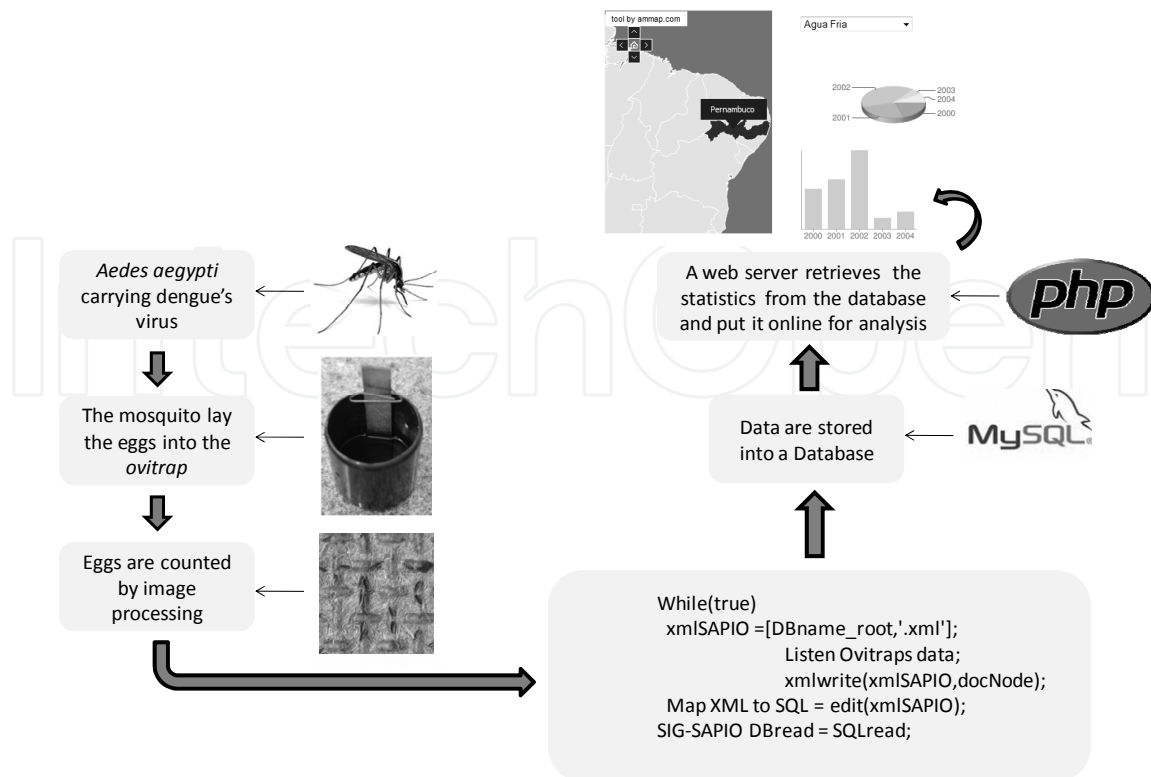 tool by ammap.com
Pernambuco
Agua Fria
2002
2003
2004
2001
2000
2000 2001 2002 2003 2004
IntechOpen
Aedes aegypti
carrying dengue's
virus
The mosquito lay
the eggs into the
ovitrap
Eggs are counted
by image
processing
While(true)
xmlSAPIO =[DBname_root,'.xml'];
Listen Ovitraps data;
xmlwrite(xmlSAPIO,docNode);
Map XML to SQL = edit(xmlSAPIO);
SIG-SAPIO DBread = SQLread;
Data are stored
into a Database
MySQL®
A web server retrieves the
statistics from the database
and put it online for analysis
php